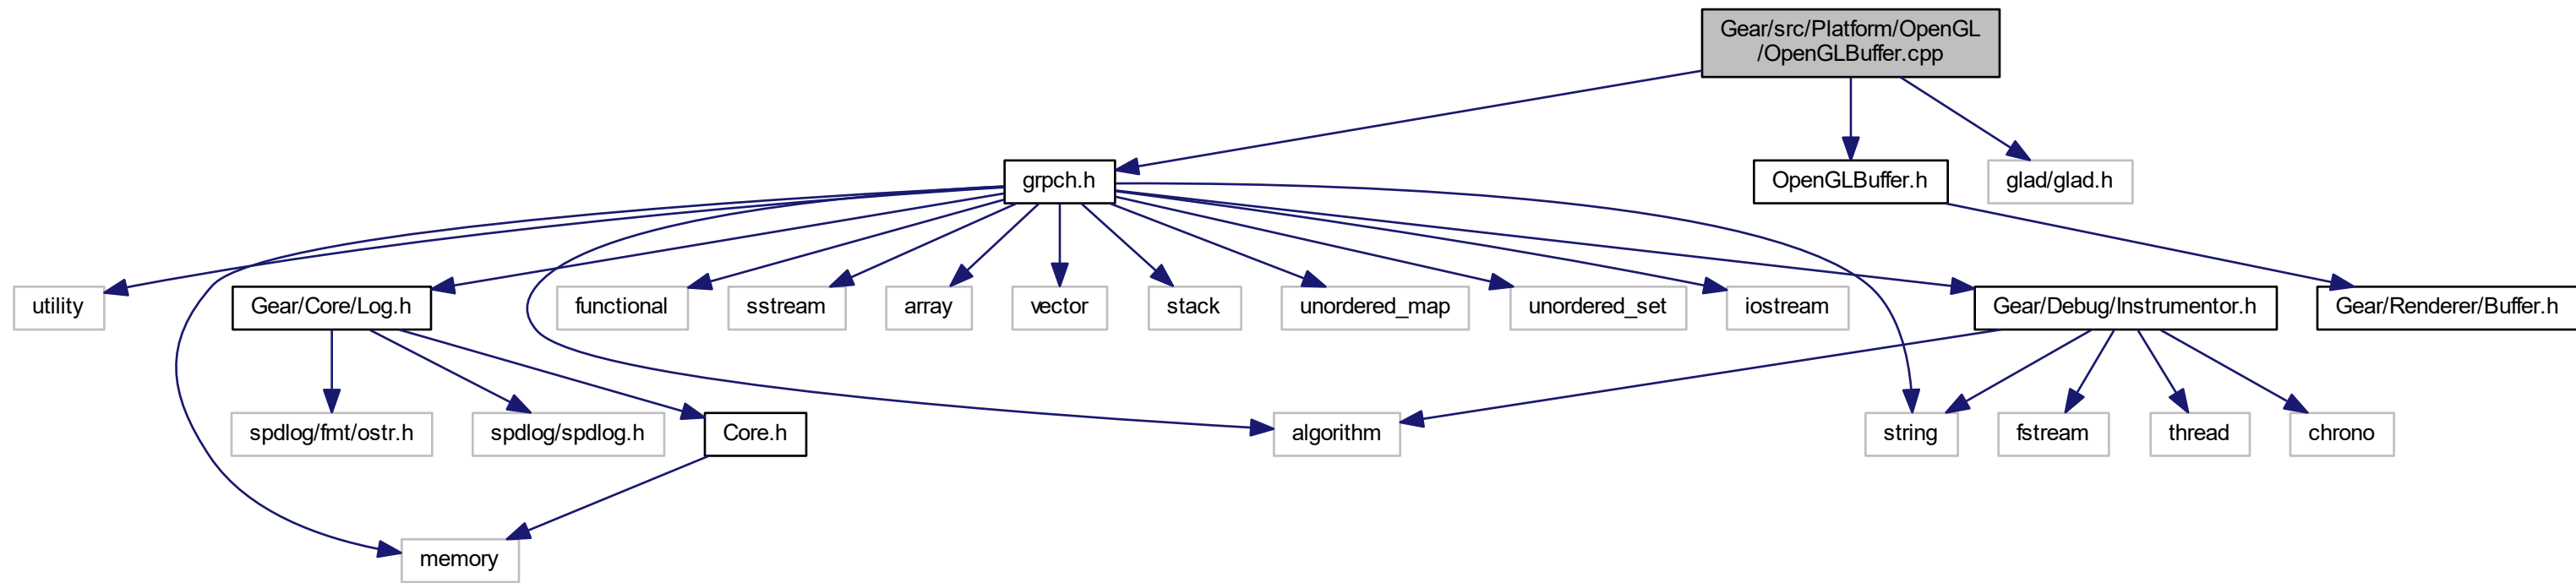 Gear/src/Platform/OpenGL
/OpenGLBuffer.cpp
grpch.h
OpenGLBuffer.h
glad/glad.h
utility
Gear/Core/Log.h
functional
sstream
array
vector
stack
unordered_map
unordered_set
iostream
Gear/Debug/Instrumentor.h
Gear/Renderer/Buffer.h
spdlog/fmt/ostr.h
spdlog/spdlog.h
Core.h
algorithm
string
fstream
thread
chrono
memory